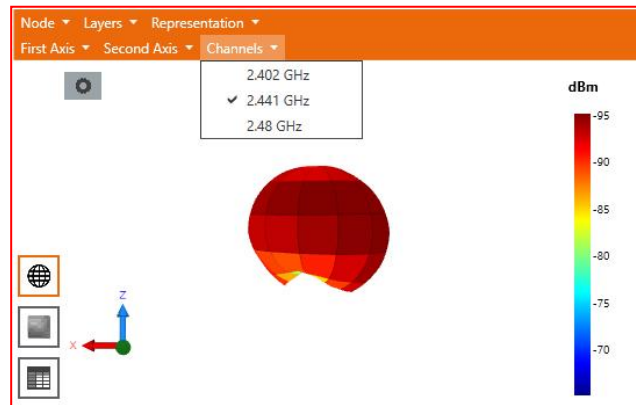 Node Layers Representation
First Axis Second Axis Channels
2.402 GHz
2.441 GHz
2.48 GHz
dBm
-95
-90
-85
-80
-75
-70
Z
X